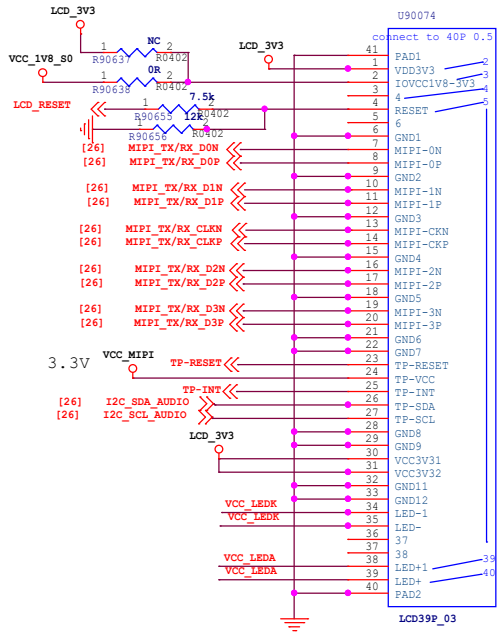 LCD_3V3
U90074
connect to 40P 0.5
VCC_1V8_S0
1 NC 2
R90637 R0402
LCD_3V3
1 0R 2
R90638 R0402
LCD_RESET
1 7.5k 2
R90655 R0402
1 12k 2
R90656 R0402
41 PAD1
1 VDD3V3 2
2 IOVCC1V8-3V3 3
3 4 4
4 RESET 5
5 6
6 GND1
[26] MIPI_TX/RX_D0N 7 MIPI-0N
[26] MIPI_TX/RX_D0P 8 MIPI-0P
9 GND2
[26] MIPI_TX/RX_D1N 10 MIPI-1N
[26] MIPI_TX/RX_D1P 11 MIPI-1P
12 GND3
[26] MIPI_TX/RX_CLKN 13 MIPI-CKN
[26] MIPI_TX/RX_CLKP 14 MIPI-CKP
15 GND4
[26] MIPI_TX/RX_D2N 16 MIPI-2N
[26] MIPI_TX/RX_D2P 17 MIPI-2P
18 GND5
[26] MIPI_TX/RX_D3N 19 MIPI-3N
[26] MIPI_TX/RX_D3P 20 MIPI-3P
21 GND6
22 GND7
3.3V VCC_MIPI
TP-RESET 23 TP-RESET
24 TP-VCC
TP-INT 25 TP-INT
[26] I2C_SDA_AUDIO 26 TP-SDA
[26] I2C_SCL_AUDIO 27 TP-SCL
28 GND8
LCD_3V3
29 GND9
30 VCC3V31
31 VCC3V32
32 GND11
33 GND12
VCC_LEDK 34 LED-1
VCC_LEDK 35 LED-
36 37
37 38
VCC_LEDA 38 LED+1 39
VCC_LEDA 39 LED+ 40
40 PAD2
LCD39P_03